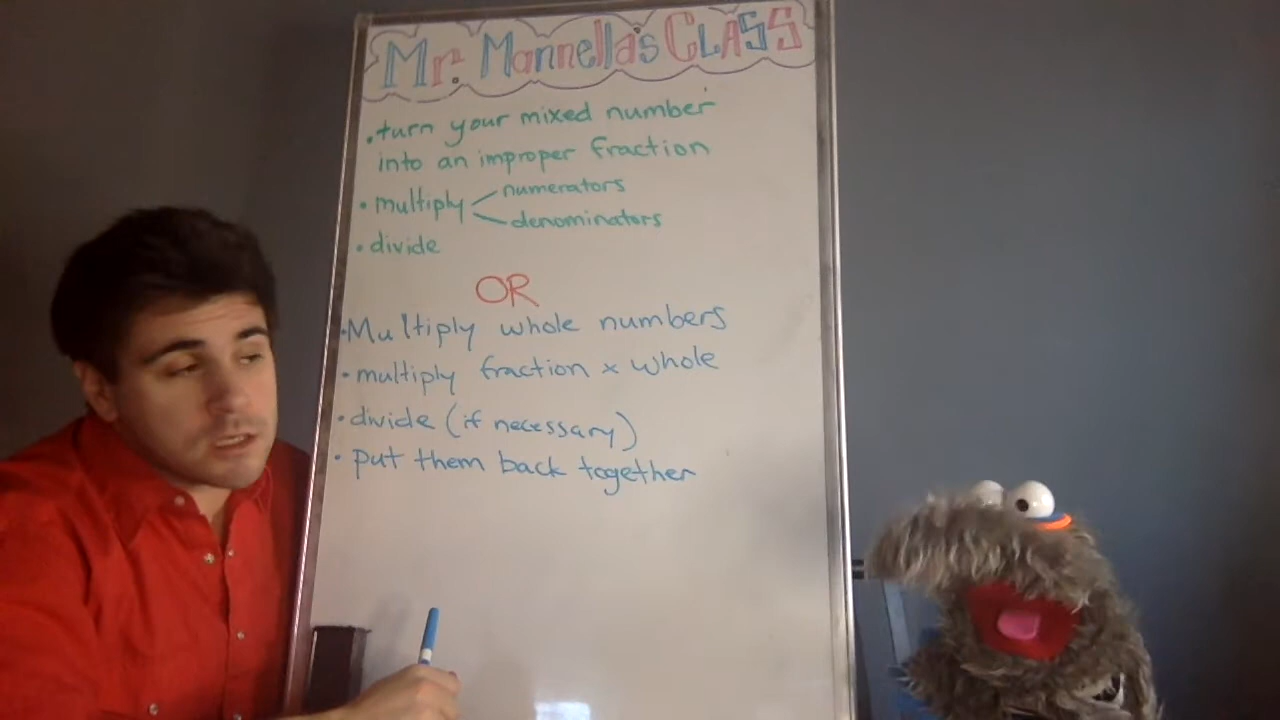 Mr. Mannella's CLASS
• turn your mixed number
into an improper fraction
• multiply < numerators
denominators
• divide
OR
• Multiply whole numbers
• multiply fraction x whole
• divide (if necessary)
• put them back together